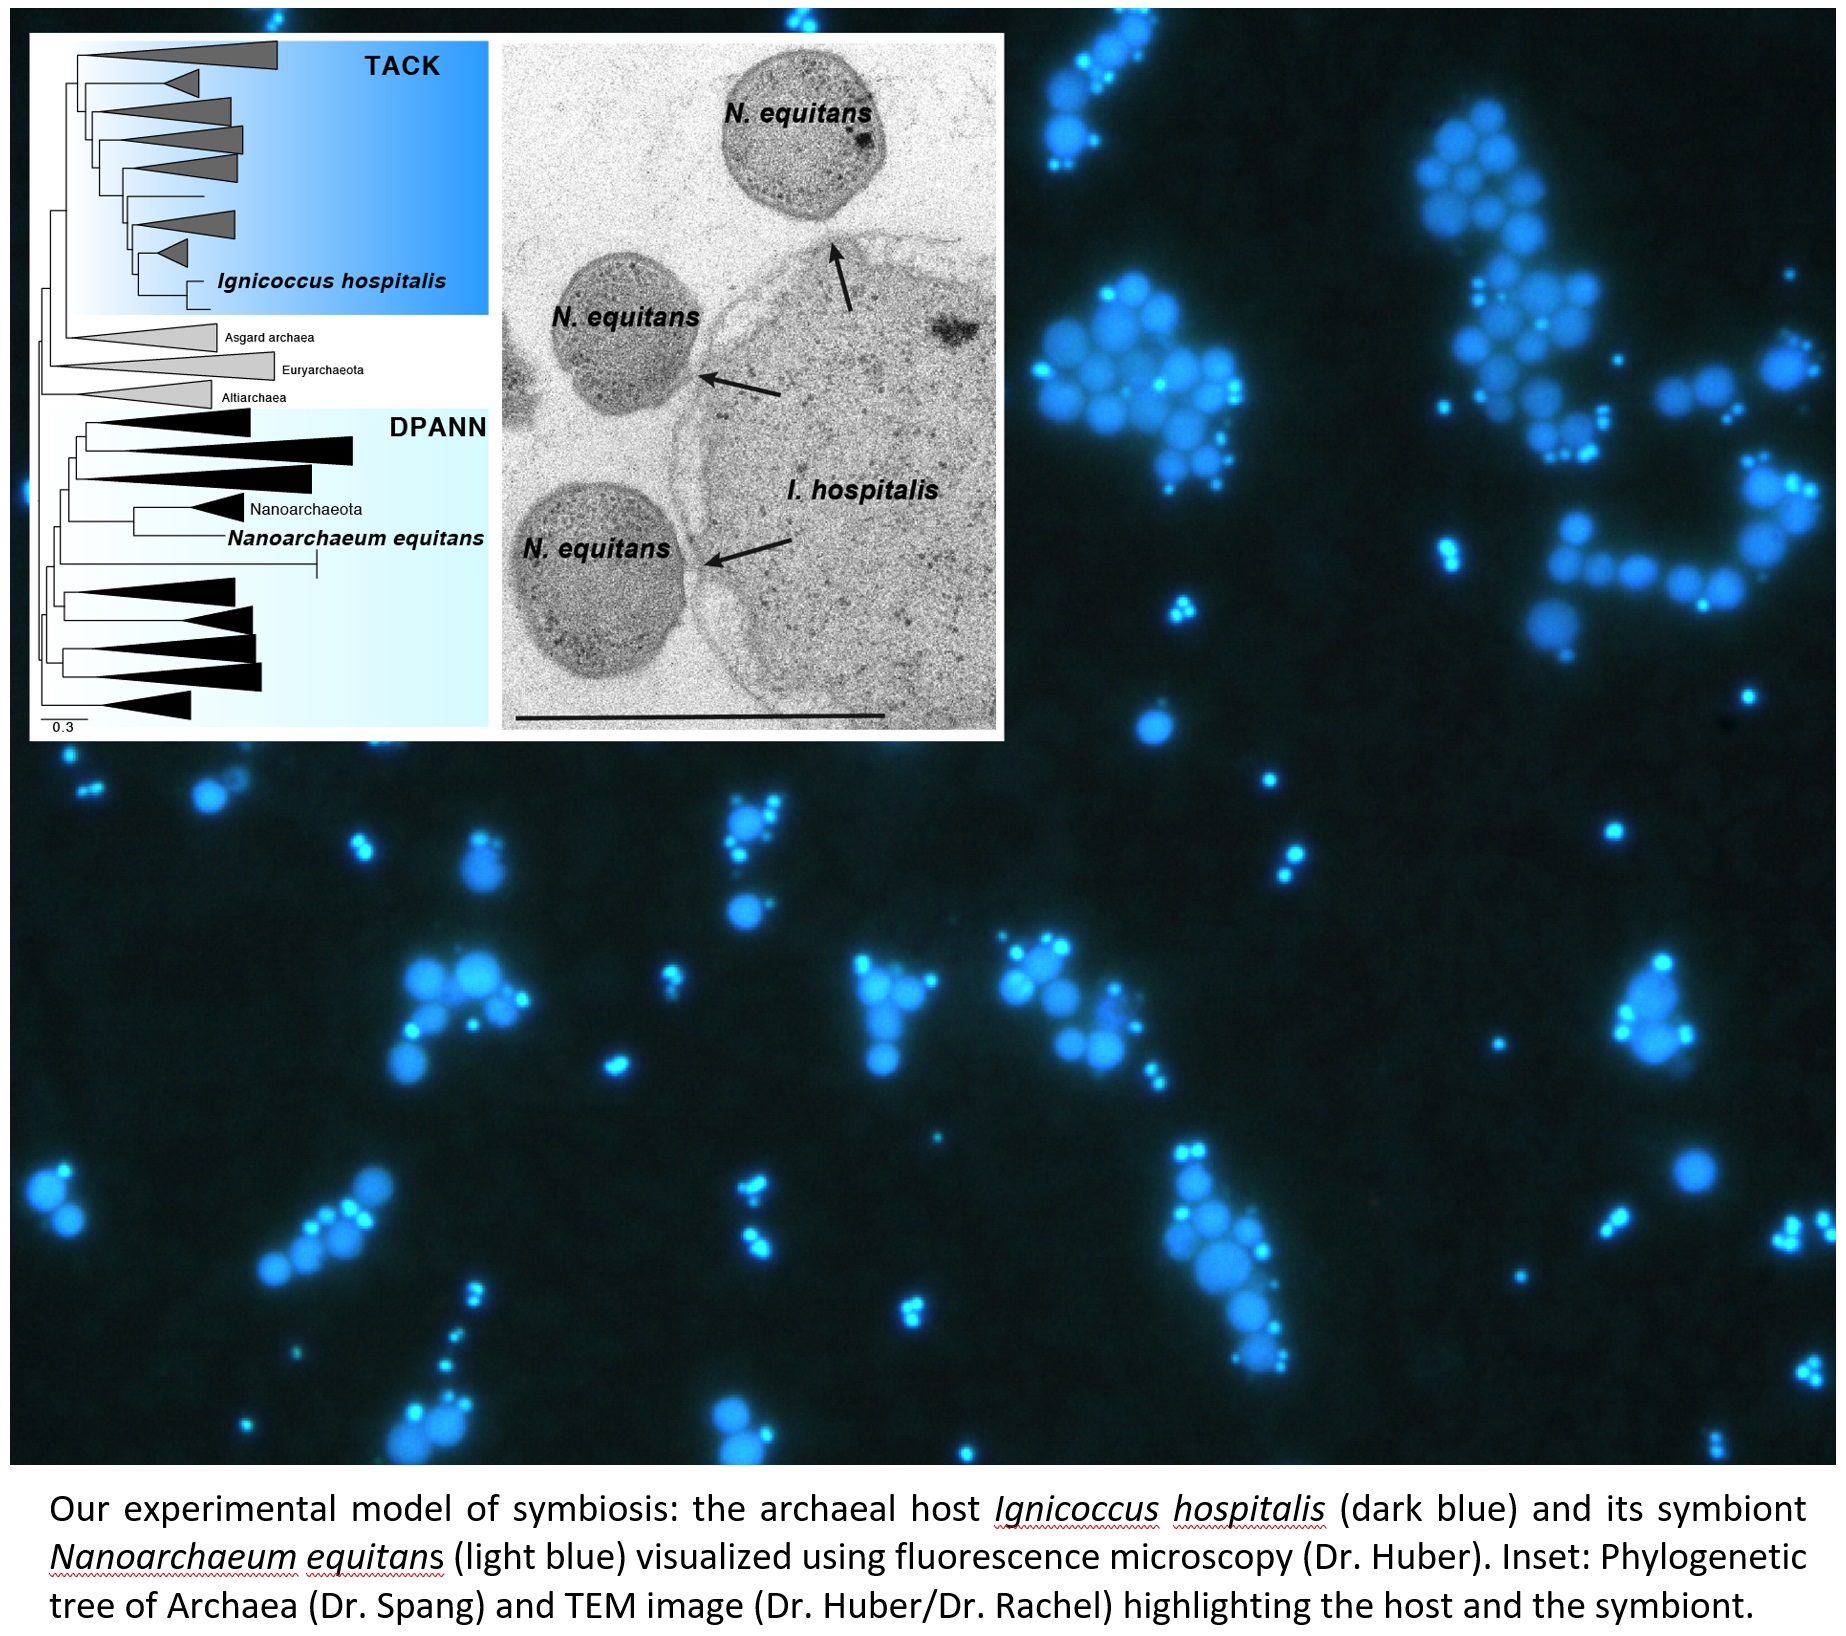 TACK
Ignicoccus hospitalis
Asgard archaea
Euryarchaeota
Altiarchaea
DPANN
Nanoarchaeota
Nanoarchaeum equitans
0.3
N. equitans
N. equitans
I. hospitalis
N. equitans
Our experimental model of symbiosis: the archaeal host Ignicoccus hospitalis (dark blue) and its symbiont
Nanoarchaeum equitans (light blue) visualized using fluorescence microscopy (Dr. Huber). Inset: Phylogenetic
tree of Archaea (Dr. Spang) and TEM image (Dr. Huber/Dr. Rachel) highlighting the host and the symbiont.